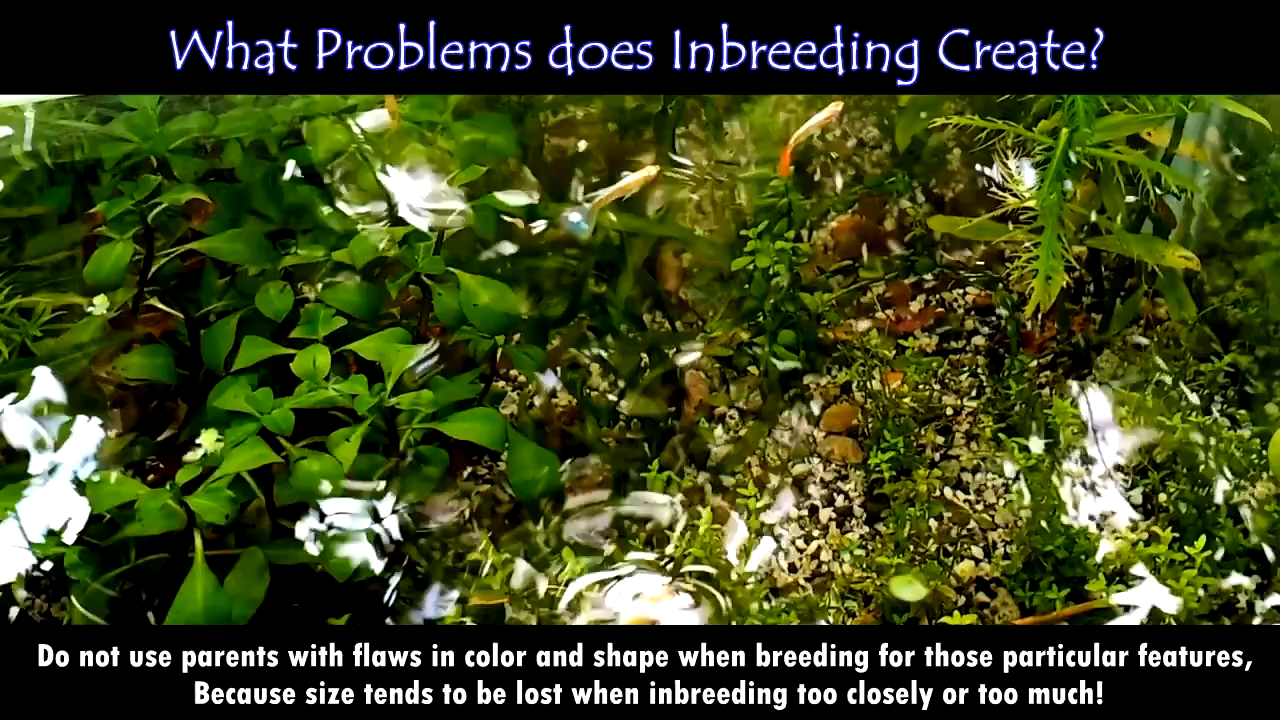 What Problems does Inbreeding Create?
Do not use parents with flaws in color and shape when breeding for those particular features,
Because size tends to be lost when inbreeding too closely or too much!